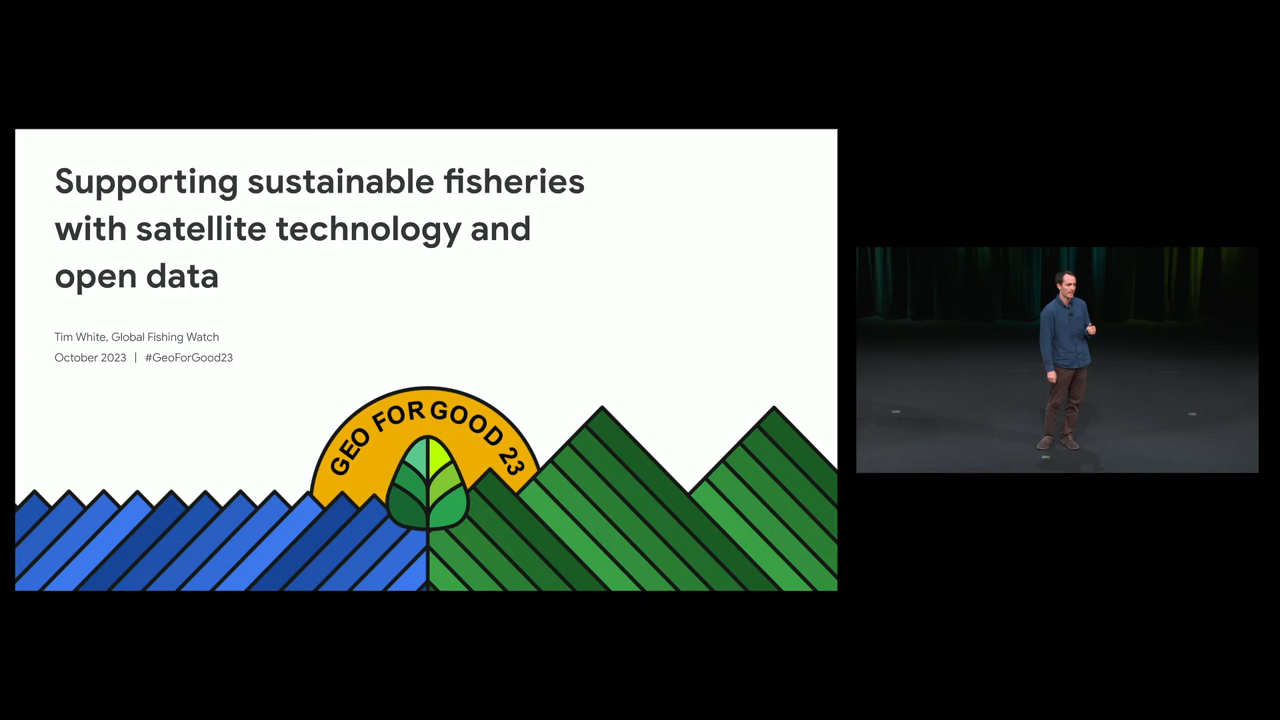 Supporting sustainable fisheries
with satellite technology and
open data
Tim White, Global Fishing Watch
October 2023 | #GeoForGood23
GEO FOR GOOD 23